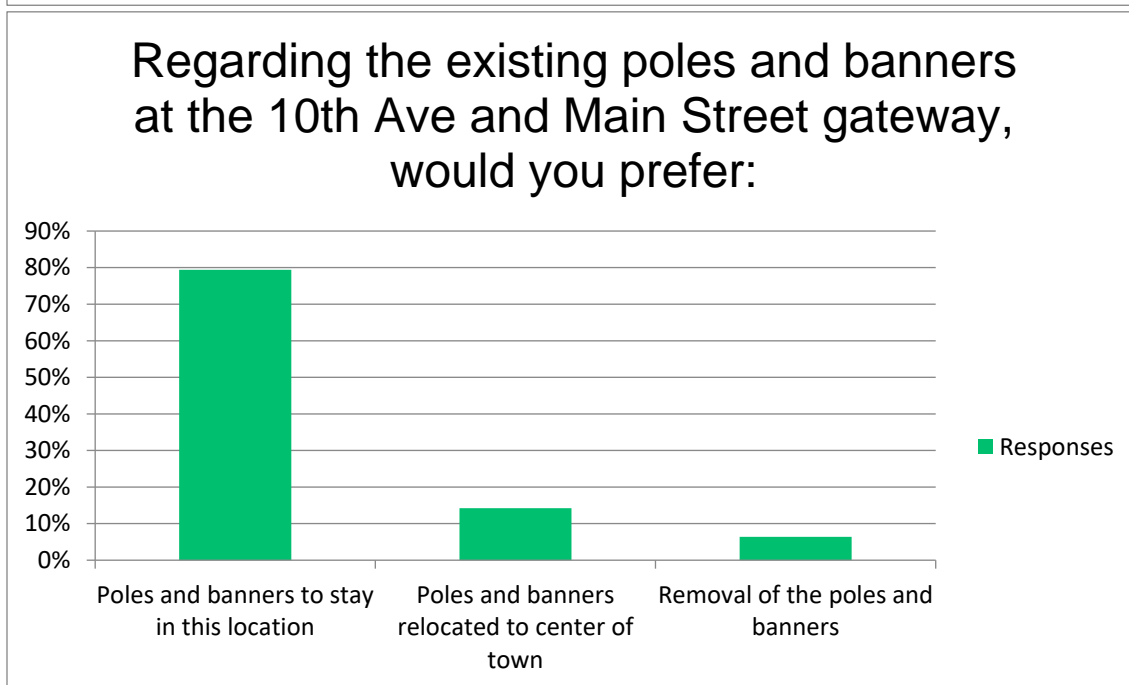 Regarding the existing poles and banners
at the 10th Ave and Main Street gateway,
would you prefer:
90%
80%
70%
60%
50%
40%
30%
20%
10%
0%
Responses
Poles and banners to stay
in this location
Poles and banners
relocated to center of
town
Removal of the poles and
banners